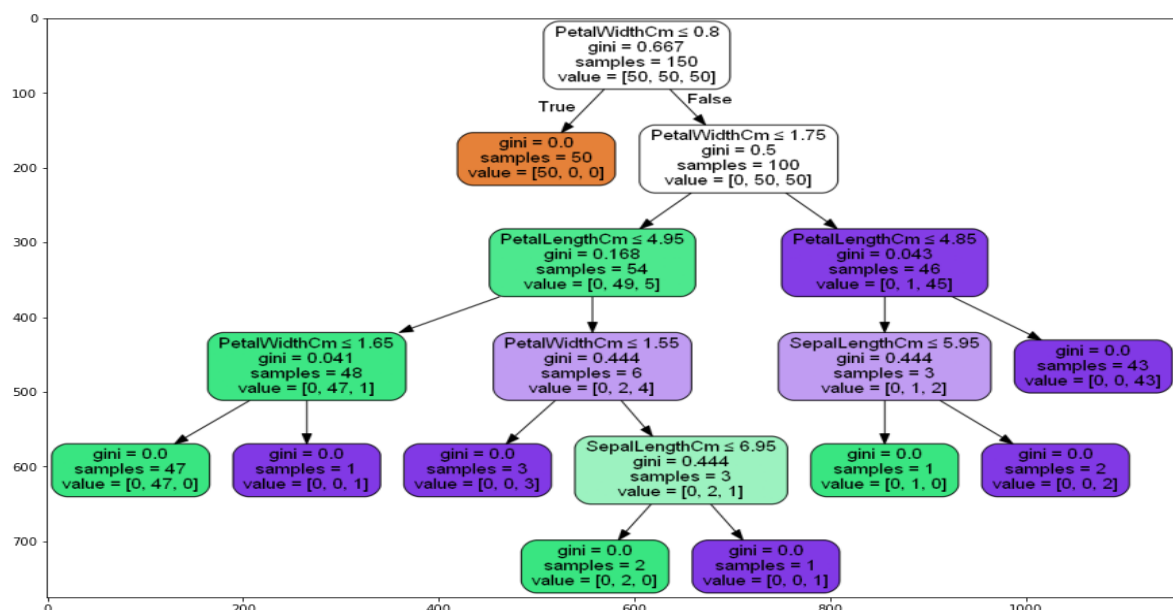 0
100
200
300
400
500
600
700
0
200
400
600
800
1000
PetalWidthCm ≤ 0.8
gini = 0.667
samples = 150
value = [50, 50, 50]
True
False
gini = 0.0
samples = 50
value = [50, 0, 0]
PetalWidthCm ≤ 1.75
gini = 0.5
samples = 100
value = [0, 50, 50]
PetalLengthCm ≤ 4.95
gini = 0.168
samples = 54
value = [0, 49, 5]
PetalLengthCm ≤ 4.85
gini = 0.043
samples = 46
value = [0, 1, 45]
PetalWidthCm ≤ 1.65
gini = 0.041
samples = 48
value = [0, 47, 1]
PetalWidthCm ≤ 1.55
gini = 0.444
samples = 6
value = [0, 2, 4]
SepalLengthCm ≤ 5.95
gini = 0.444
samples = 3
value = [0, 1, 2]
gini = 0.0
samples = 43
value = [0, 0, 43]
gini = 0.0
samples = 47
value = [0, 47, 0]
gini = 0.0
samples = 1
value = [0, 0, 1]
gini = 0.0
samples = 3
value = [0, 0, 3]
SepalLengthCm ≤ 6.95
gini = 0.444
samples = 3
value = [0, 2, 1]
gini = 0.0
samples = 1
value = [0, 1, 0]
gini = 0.0
samples = 2
value = [0, 0, 2]
gini = 0.0
samples = 2
value = [0, 2, 0]
gini = 0.0
samples = 1
value = [0, 0, 1]